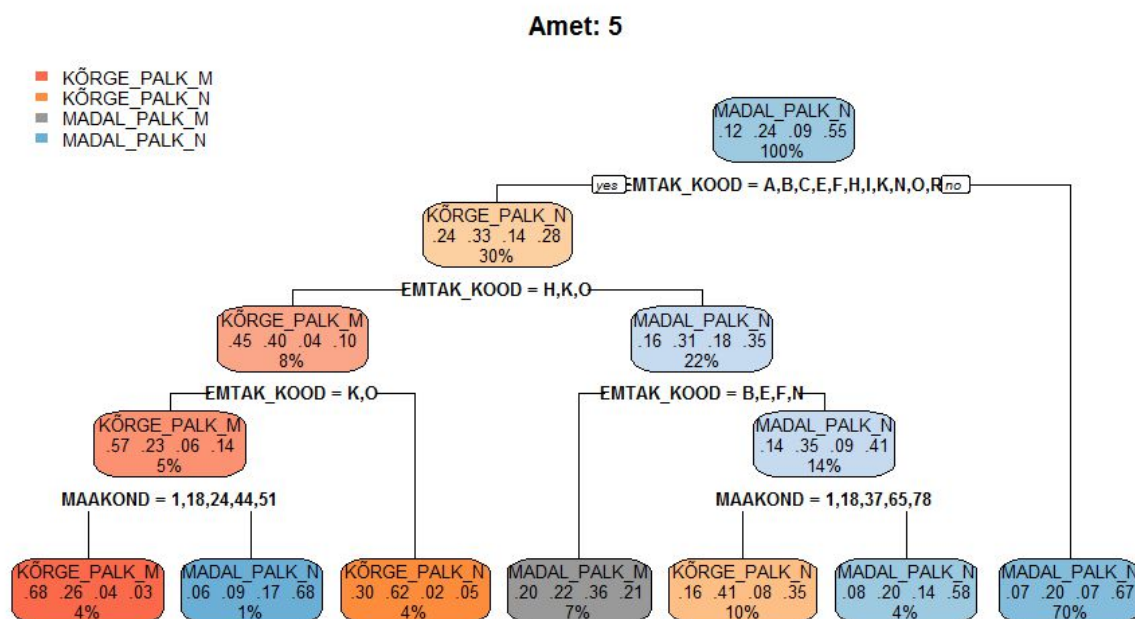 Amet: 5
KÕRGE_PALK_M
KÕRGE_PALK_N
MADAL_PALK_M
MADAL_PALK_N
MADAL_PALK_N
.12 .24 .09 .55
100%
yes EMTAK_KOOD = A,B,C,E,F,H,I,K,N,O,R no
KÕRGE_PALK_N
.24 .33 .14 .28
30%
EMTAK_KOOD = H,K,O
KÕRGE_PALK_M
.45 .40 .04 .10
8%
MADAL_PALK_N
.16 .31 .18 .35
22%
EMTAK_KOOD = K,O
EMTAK_KOOD = B,E,F,N
KÕRGE_PALK_M
.57 .23 .06 .14
5%
MADAL_PALK_N
.14 .35 .09 .41
14%
MAAKOND = 1,18,24,44,51
MAAKOND = 1,18,37,65,78
KÕRGE_PALK_M
.68 .26 .04 .03
4%
MADAL_PALK_N
.06 .09 .17 .68
1%
KÕRGE_PALK_N
.30 .62 .02 .05
4%
MADAL_PALK_M
.20 .22 .36 .21
7%
KÕRGE_PALK_N
.16 .41 .08 .35
10%
MADAL_PALK_N
.08 .20 .14 .58
4%
MADAL_PALK_N
.07 .20 .07 .67
70%